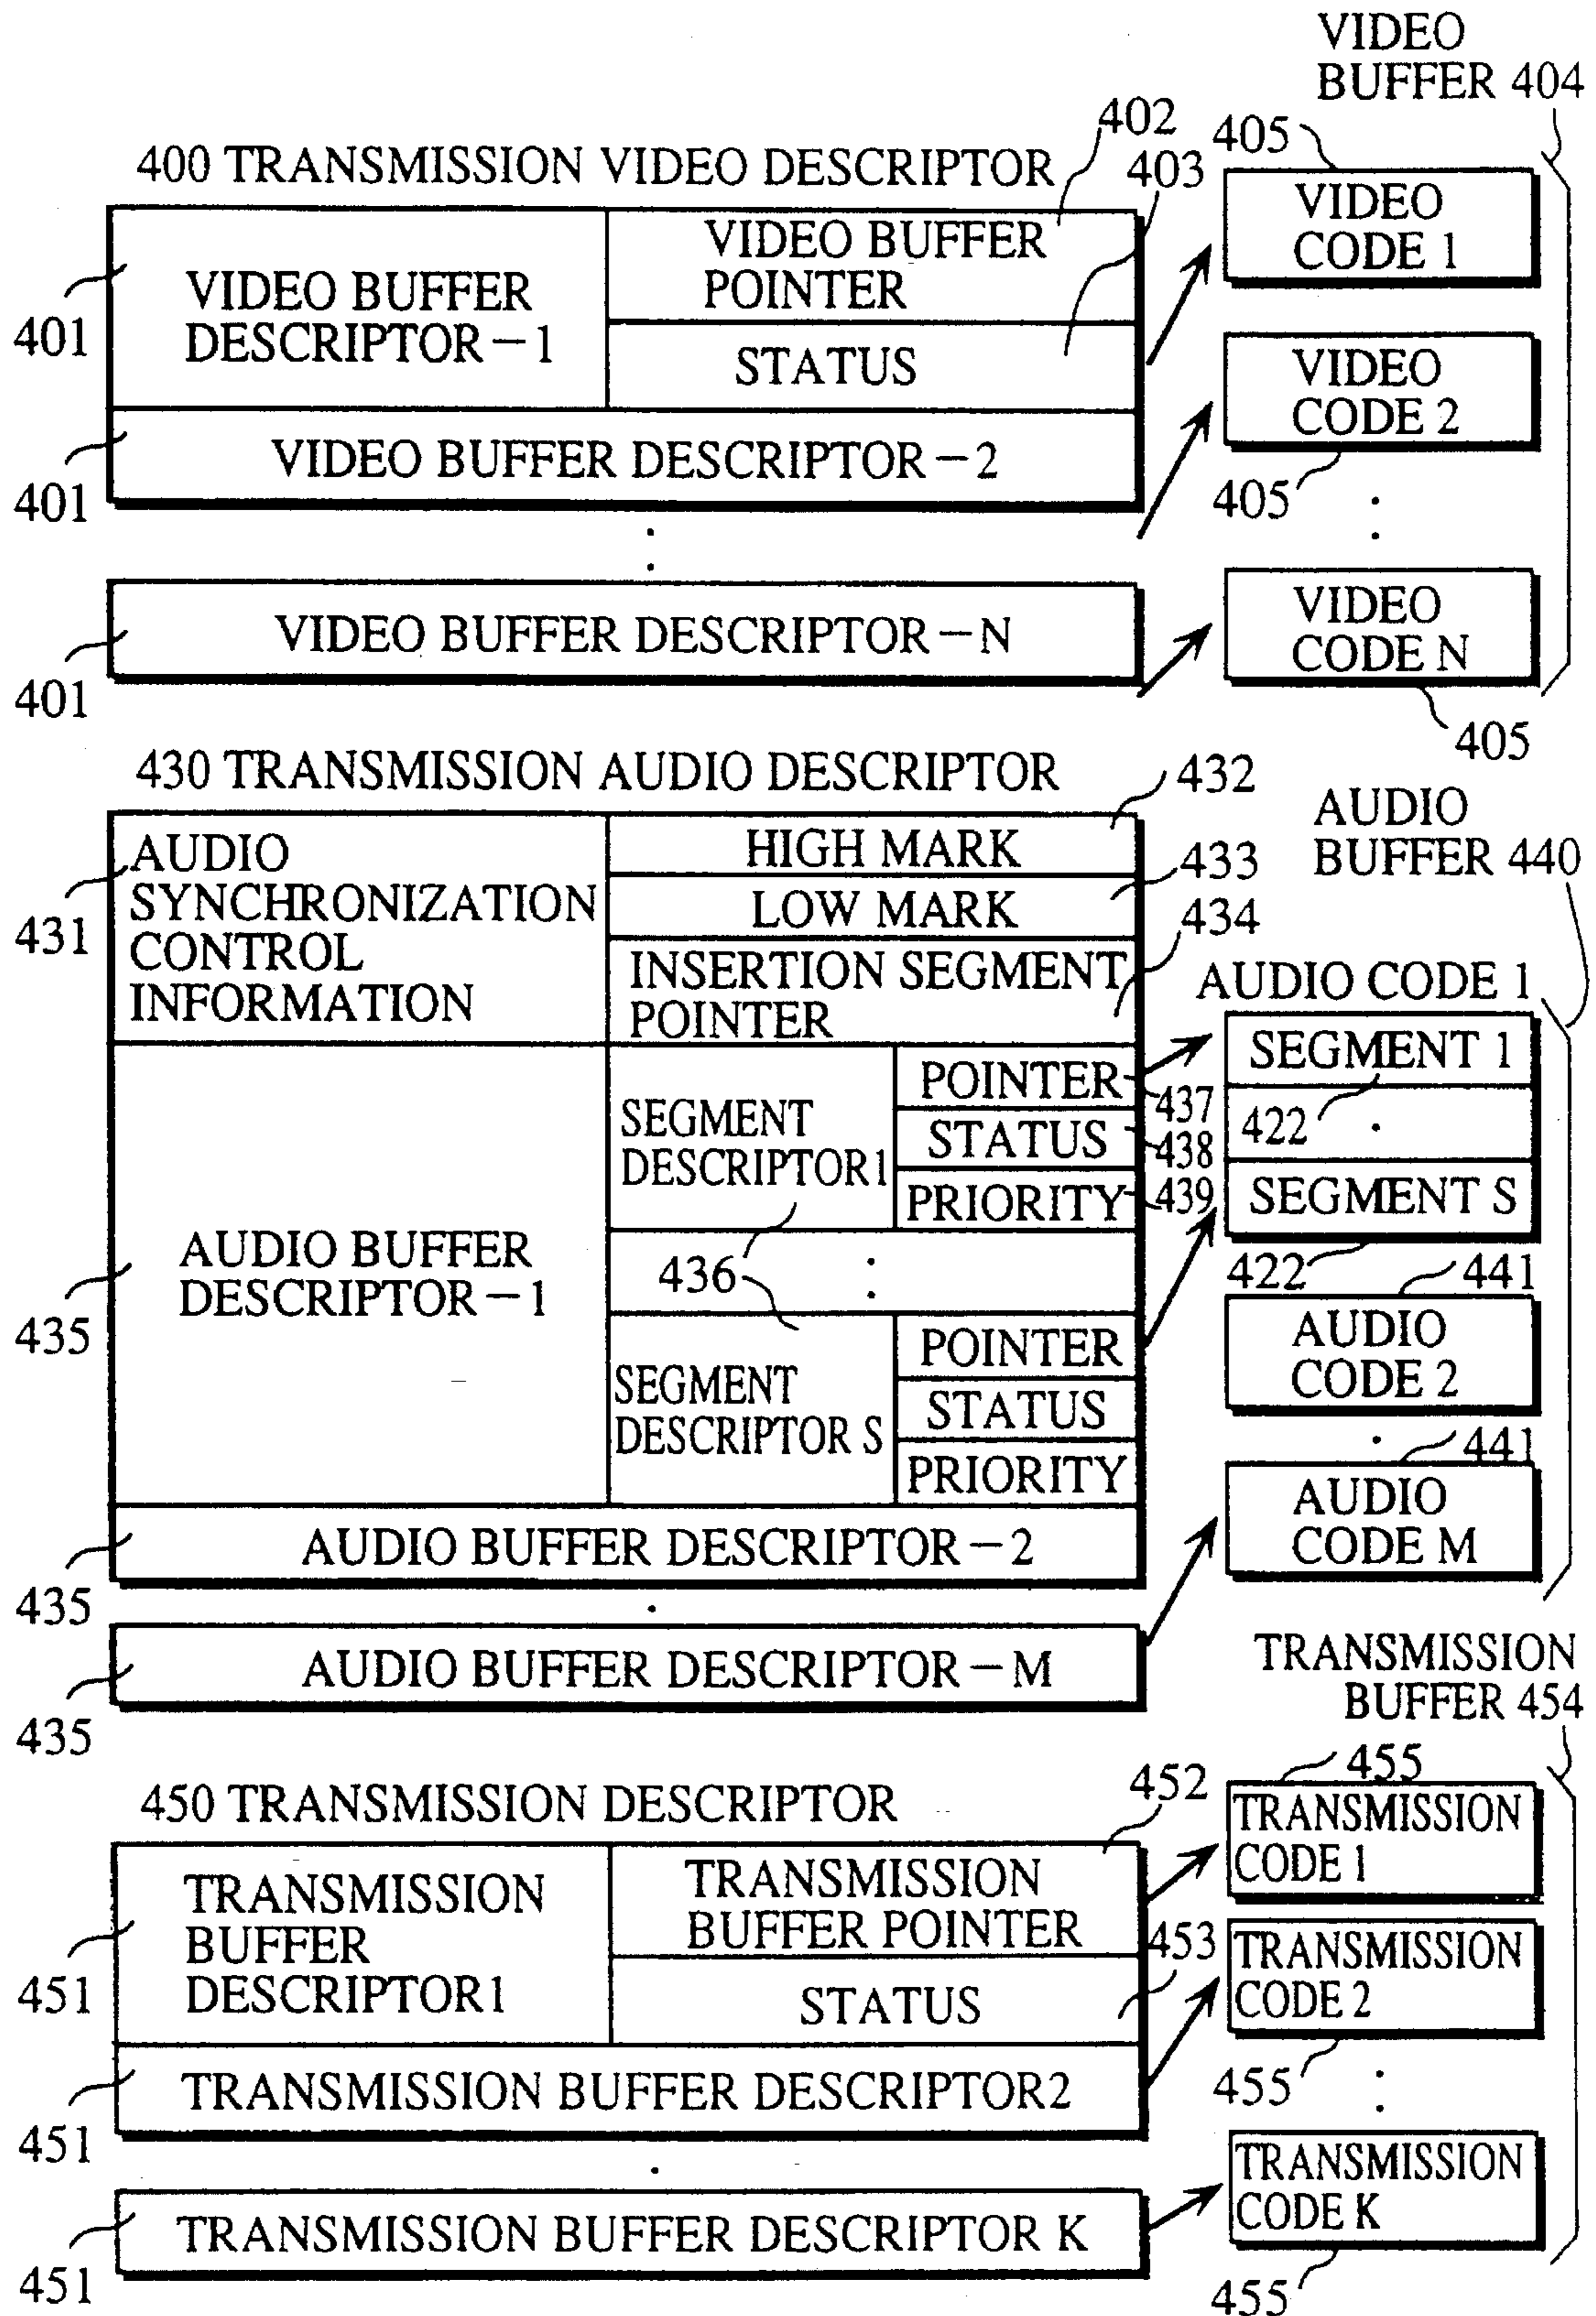 VIDEO
BUFFER 404
402
405
400 TRANSMISSION VIDEO DESCRIPTOR
403
VIDEO
CODE 1
VIDEO BUFFER
POINTER
401
VIDEO BUFFER
DESCRIPTOR-1
STATUS
VIDEO
CODE 2
401
VIDEO BUFFER DESCRIPTOR-2
405
401
VIDEO BUFFER DESCRIPTOR-N
VIDEO
CODE N
405
430 TRANSMISSION AUDIO DESCRIPTOR
432
AUDIO
BUFFER 440
431
AUDIO
SYNCHRONIZATION
CONTROL
INFORMATION
HIGH MARK
433
LOW MARK
434
INSERTION SEGMENT
POINTER
AUDIO CODE 1
SEGMENT 1
422
SEGMENT S
422
435
AUDIO BUFFER
DESCRIPTOR-1
SEGMENT
DESCRIPTOR1
POINTER
437
STATUS
438
PRIORITY
439
436
441
AUDIO
CODE 2
SEGMENT
DESCRIPTOR S
POINTER
STATUS
PRIORITY
441
AUDIO
CODE M
435
AUDIO BUFFER DESCRIPTOR-2
435
AUDIO BUFFER DESCRIPTOR-M
TRANSMISSION
BUFFER 454
450 TRANSMISSION DESCRIPTOR
452
455
TRANSMISSION
CODE 1
451
TRANSMISSION
BUFFER
DESCRIPTOR1
TRANSMISSION
BUFFER POINTER
453
STATUS
TRANSMISSION
CODE 2
455
451
TRANSMISSION BUFFER DESCRIPTOR2
451
TRANSMISSION BUFFER DESCRIPTOR K
TRANSMISSION
CODE K
455